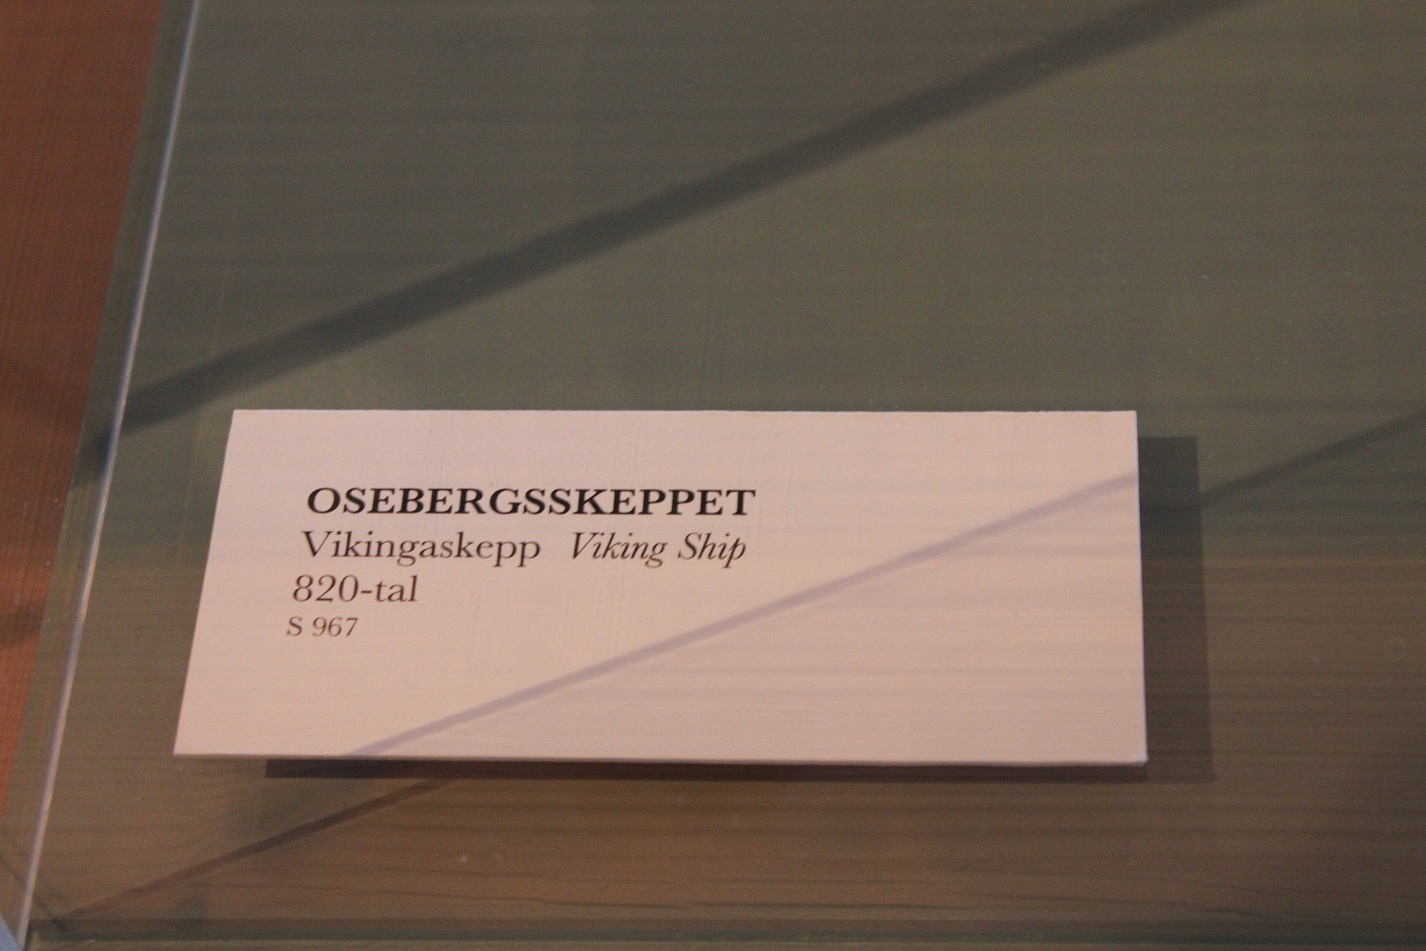 OSEBERGSSKEPPET
Vikingaskepp Viking Ship
820-tal
S 967